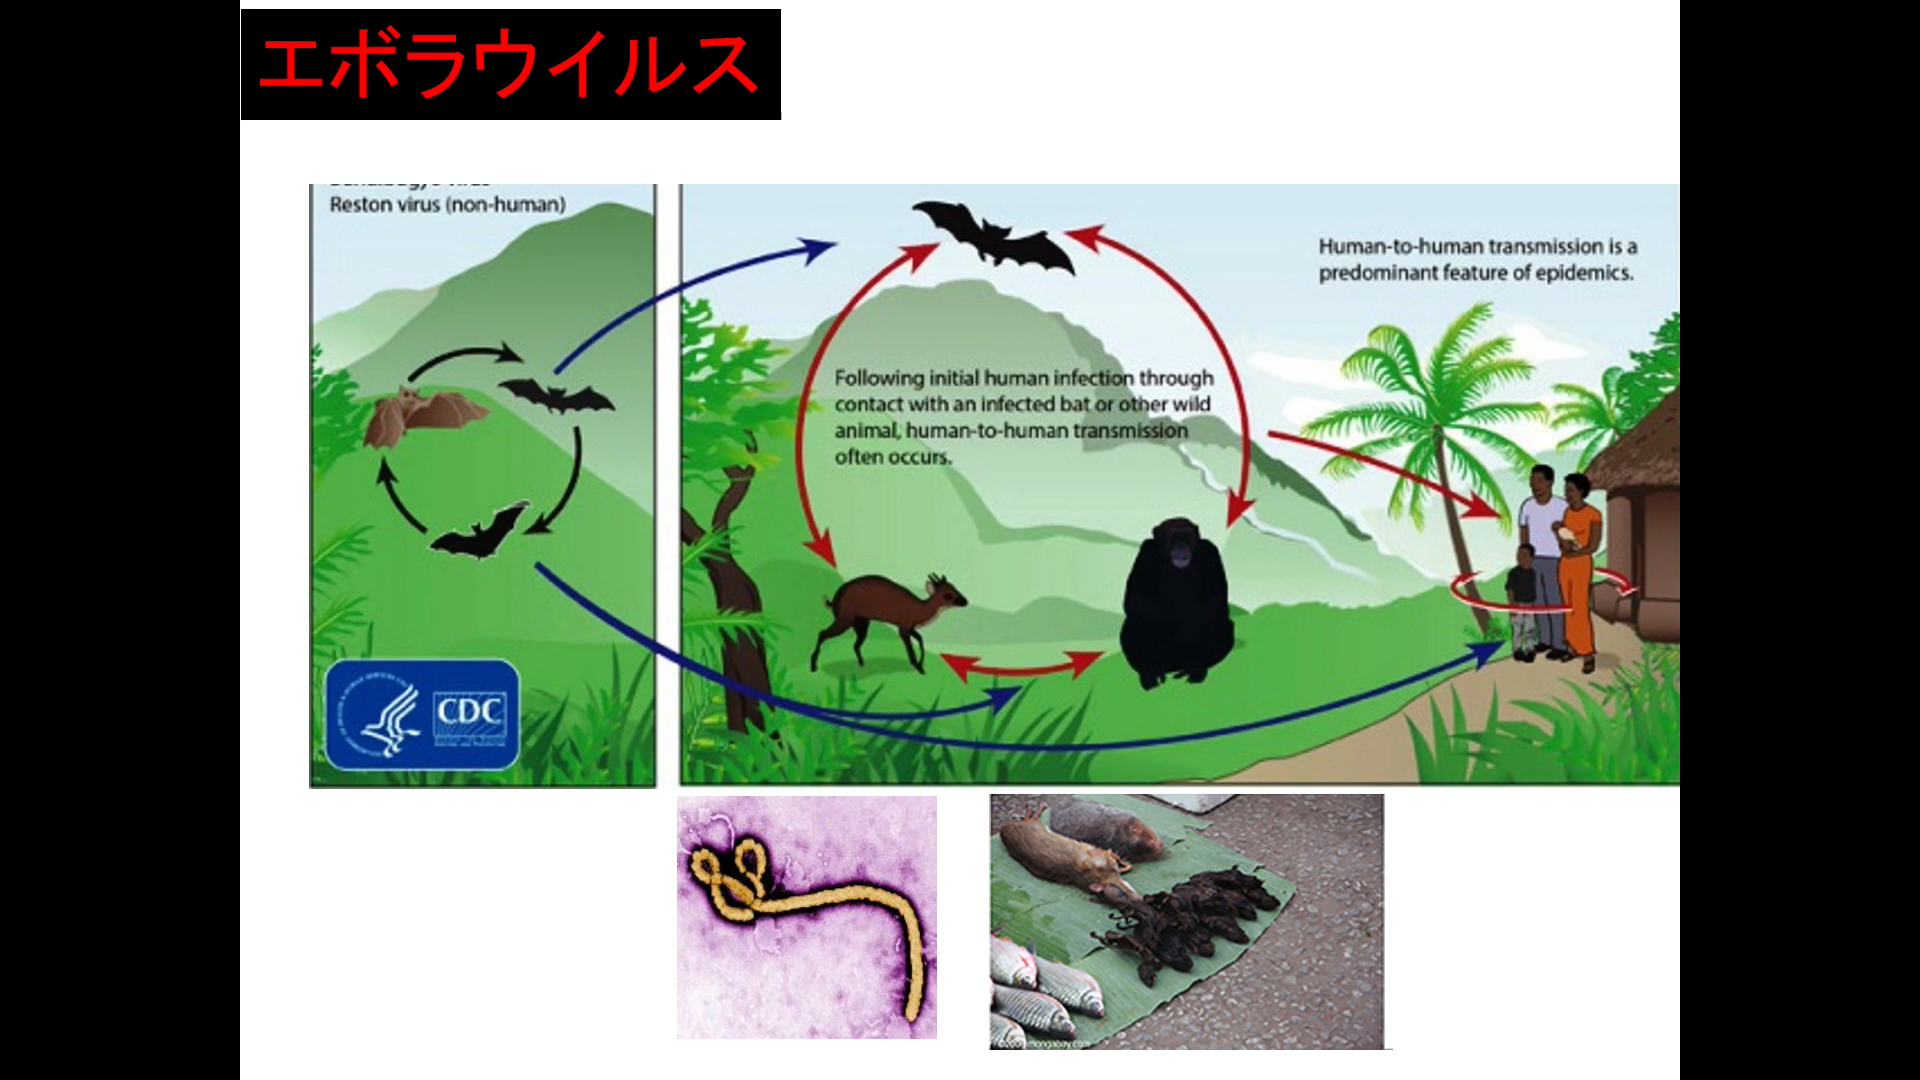 エボラウイルス
Reston virus (non-human)
Human-to-human transmission is a
predominant feature of epidemics.
Following initial human infection through
contact with an infected bat or other wild
animal, human-to-human transmission
often occurs.
CDC
mongabay.com